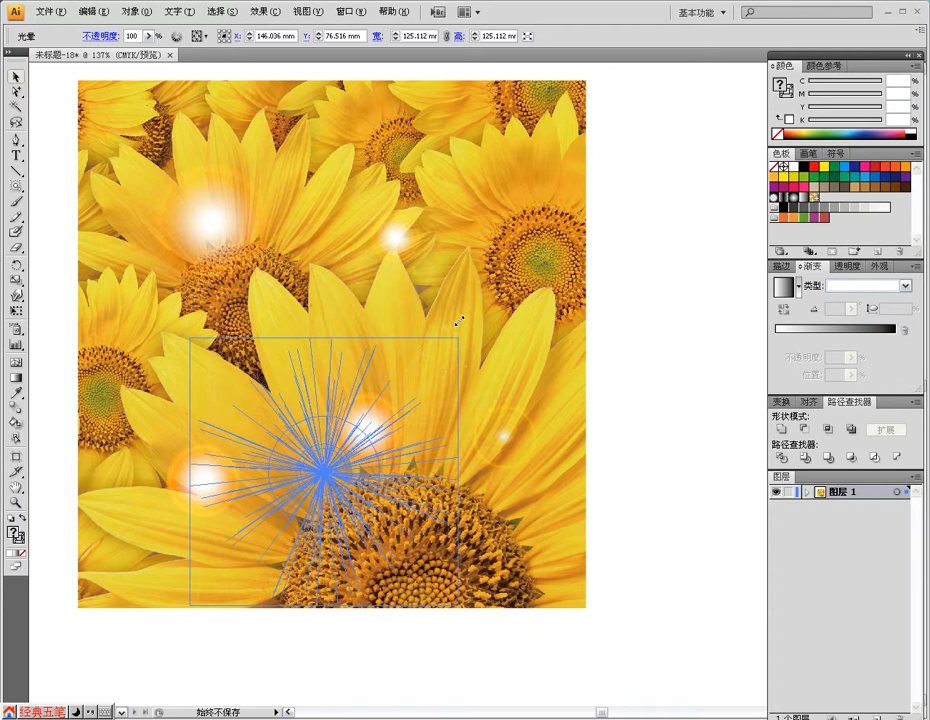 Ai 文件(F) 编辑(E) 对象(O) 文字(T) 选择(S) 效果(C) 视图(V) 窗口(W) 帮助(H) Br 基本功能
光晕 不透明度: 100 % X: 146.036 mm Y: 76.516 mm 宽: 125.112 mm 高: 125.112 mm
未标题-18* @ 137% (CMYK/预览) ×
颜色 颜色参考
C %
M %
Y %
K %
色板 画笔 符号
描边 渐变 透明度 外观
类型:
%
不透明度: %
位置: %
变换 对齐 路径查找器
形状模式:
扩展
路径查找器:
图层
图层 1
1 个图层
经典五笔 始终不保存